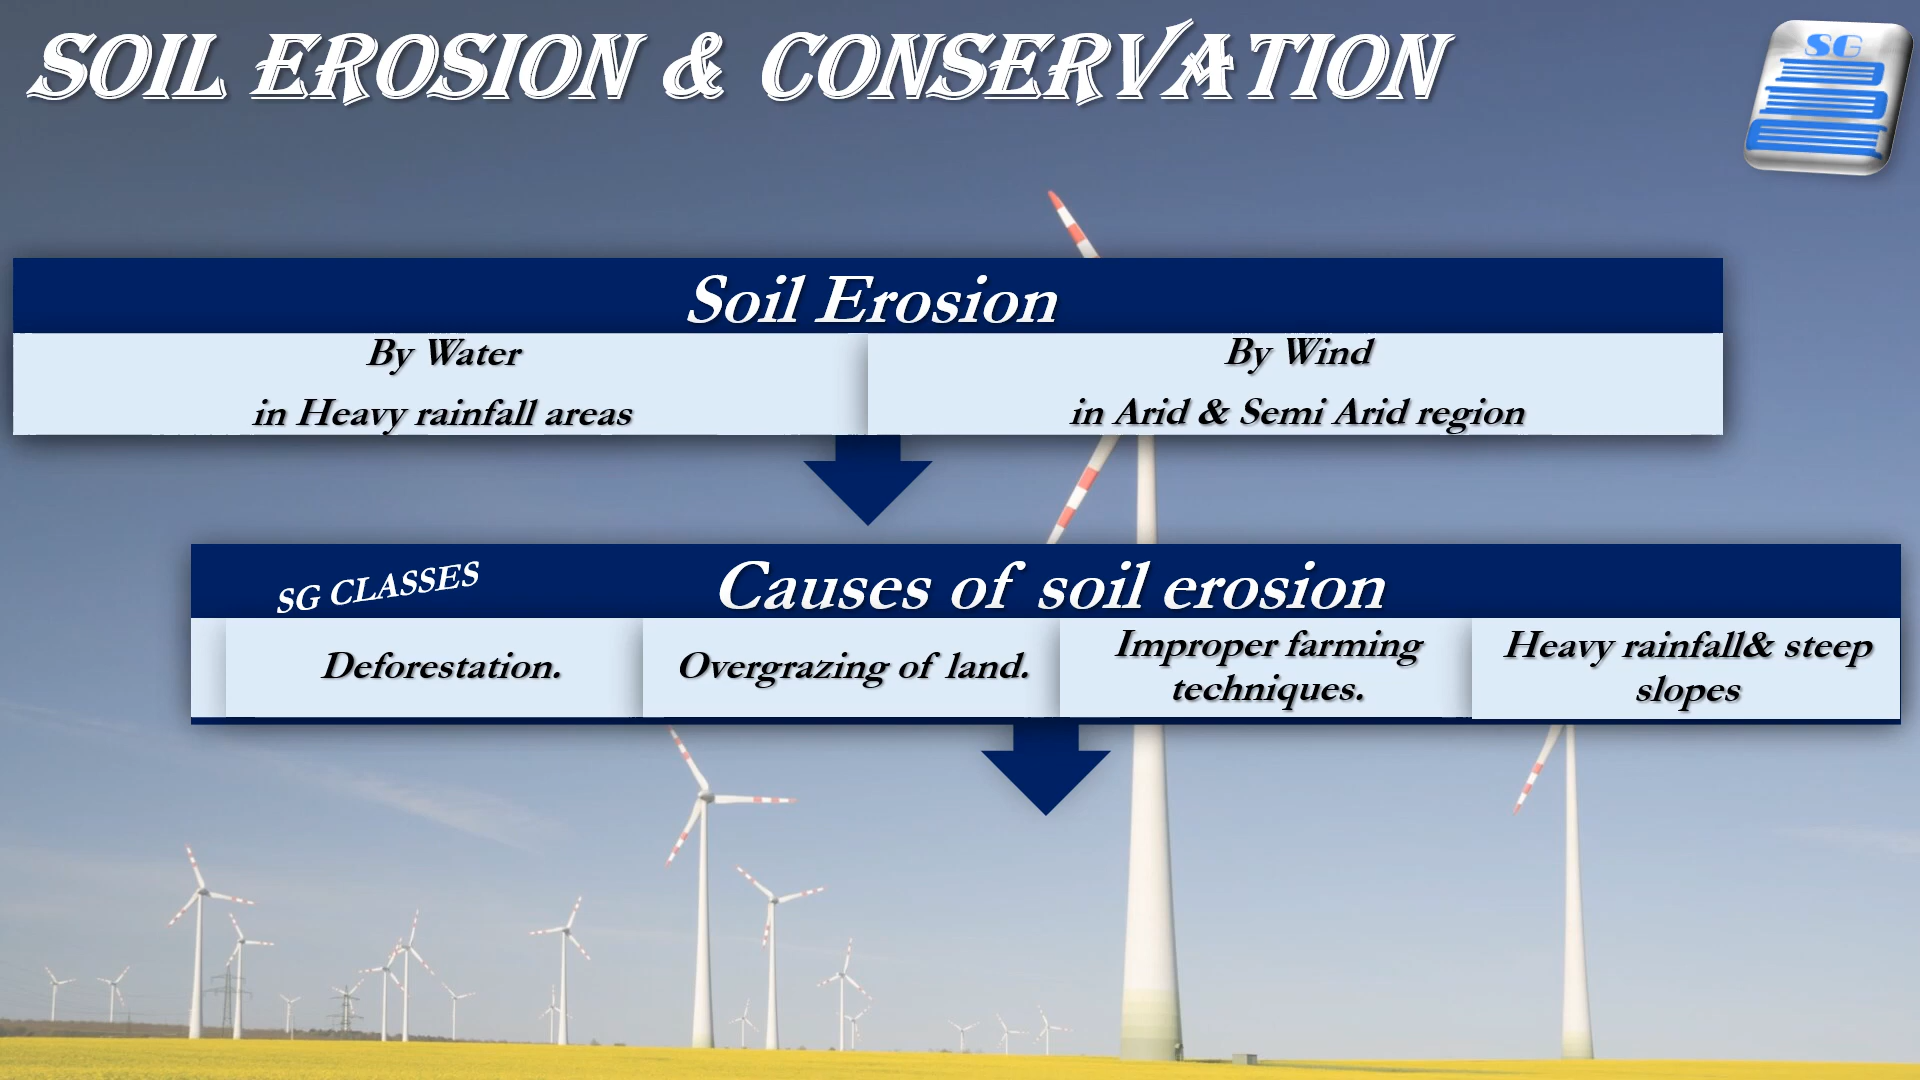 SOIL EROSION & CONSERVATION
SG
Soil Erosion
By Water
in Heavy rainfall areas
By Wind
in Arid & Semi Arid region
SG CLASSES
Causes of soil erosion
Deforestation.
Overgrazing of land.
Improper farming
techniques.
Heavy rainfall& steep
slopes